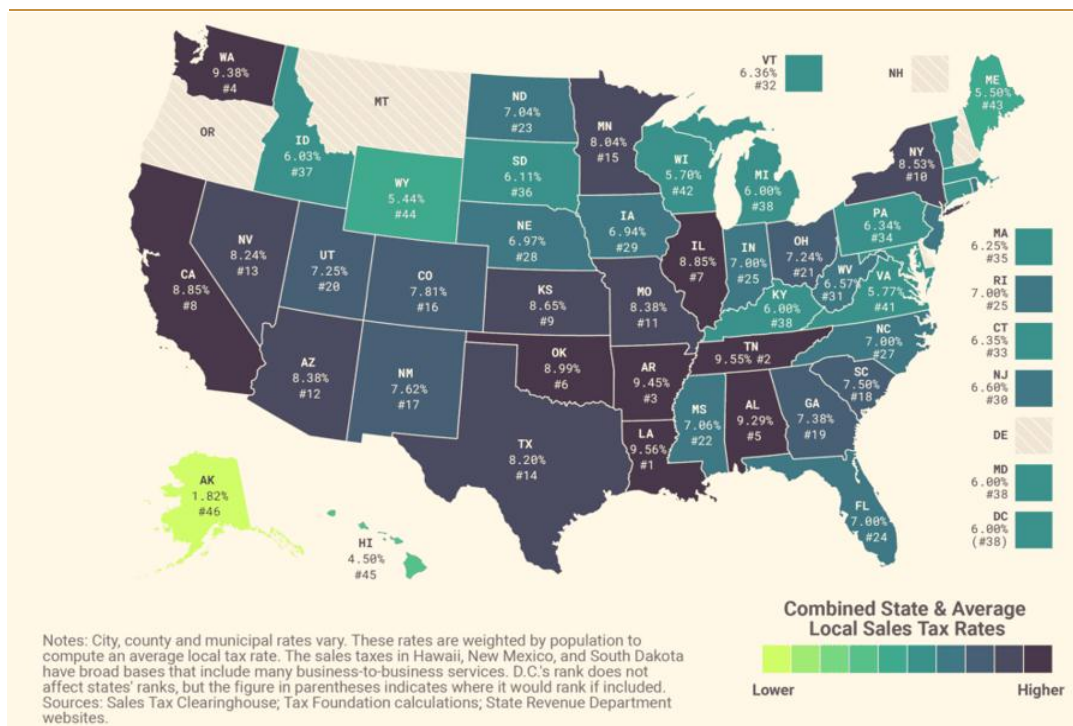 WA
9.38%
#4
MT
ND
7.04%
#23
MN
8.04%
#15
VT
6.36%
#32
NH
ME
5.50%
#43
OR
ID
6.03%
#37
WY
5.44%
#44
SD
6.11%
#36
WI
5.70%
#42
MI
6.00%
#38
NY
8.53%
#10
NV
8.24%
#13
UT
7.25%
#20
CO
7.81%
#16
NE
6.97%
#28
IA
6.94%
#29
IL
8.85%
#7
IN
7.00%
#25
OH
7.24%
#21
PA
6.34%
#34
WV
6.57%
#31
VA
5.77%
#41
MA
6.25%
#35
RI
7.00%
#25
CT
6.35%
#33
NJ
6.60%
#30
DE
MD
6.00%
#38
DC
6.00%
(#38)
CA
8.85%
#8
KS
8.65%
#9
MO
8.38%
#11
KY
6.00%
#38
NC
7.00%
#27
TN
9.55% #2
SC
7.50%
#18
AZ
8.38%
#12
NM
7.62%
#17
OK
8.99%
#6
AR
9.45%
#3
MS
7.06%
#22
AL
9.29%
#5
GA
7.38%
#19
TX
8.20%
#14
LA
9.56%
#1
FL
7.00%
#24
AK
1.82%
#46
HI
4.50%
#45
Combined State & Average
Local Sales Tax Rates
Lower
Higher
Notes: City, county and municipal rates vary. These rates are weighted by population to
compute an average local tax rate. The sales taxes in Hawaii, New Mexico, and South Dakota
have broad bases that include many business-to-business services. D.C.'s rank does not
affect states' ranks, but the figure in parentheses indicates where it would rank if included.
Sources: Sales Tax Clearinghouse; Tax Foundation calculations; State Revenue Department
websites.